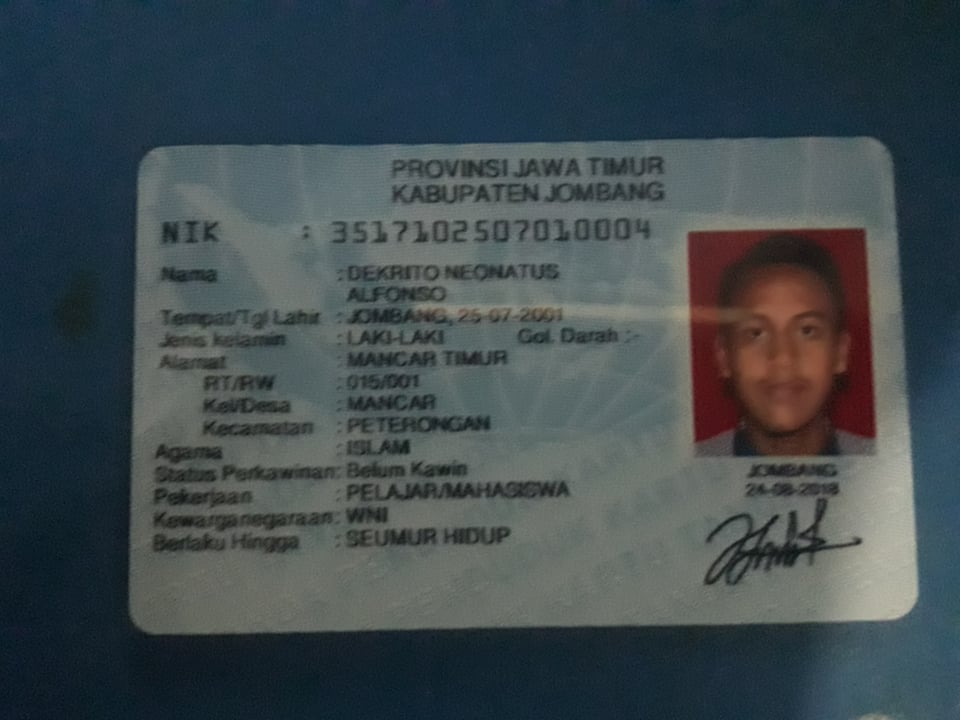 PROVINSI JAWA TIMUR
KABUPATEN JOMBANG
NIK : 3517102507010004
Nama : DEKRITO NEONATUS
ALFONSO
Tempat/Tgl Lahir : JOMBANG, 25-07-2001
Jenis kelamin : LAKI-LAKI Gol. Darah :-
Alamat : MANCAR TIMUR
RT/RW : 015/001
Kel/Desa : MANCAR
Kecamatan : PETERONGAN
Agama : ISLAM
Status Perkawinan: Belum Kawin
Pekerjaan : PELAJAR/MAHASISWA
Kewarganegaraan: WNI
Berlaku Hingga : SEUMUR HIDUP
JOMBANG
24-08-2018